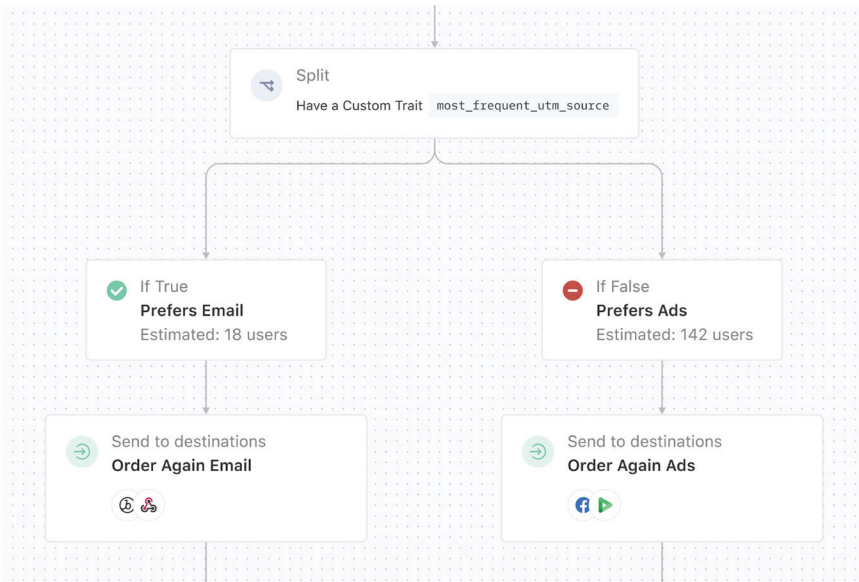 Split
Have a Custom Trait most_frequent_utm_source
If True
Prefers Email
Estimated: 18 users
If False
Prefers Ads
Estimated: 142 users
Send to destinations
Order Again Email
Send to destinations
Order Again Ads